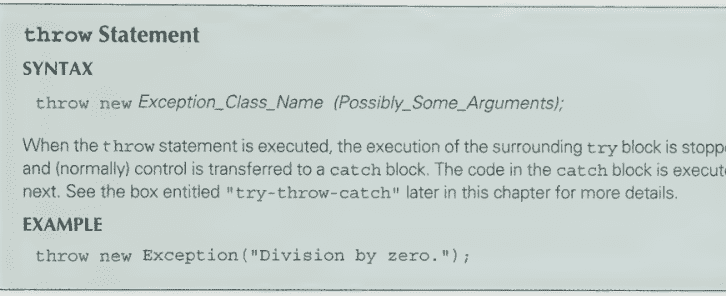 throw Statement
SYNTAX
throw new Exception_Class_Name (Possibly_Some_Arguments);
When the throw statement is executed, the execution of the surrounding try block is stopp
and (normally) control is transferred to a catch block. The code in the catch block is execut
next. See the box entitled "try-throw-catch" later in this chapter for more details.
EXAMPLE
throw new Exception("Division by zero.");